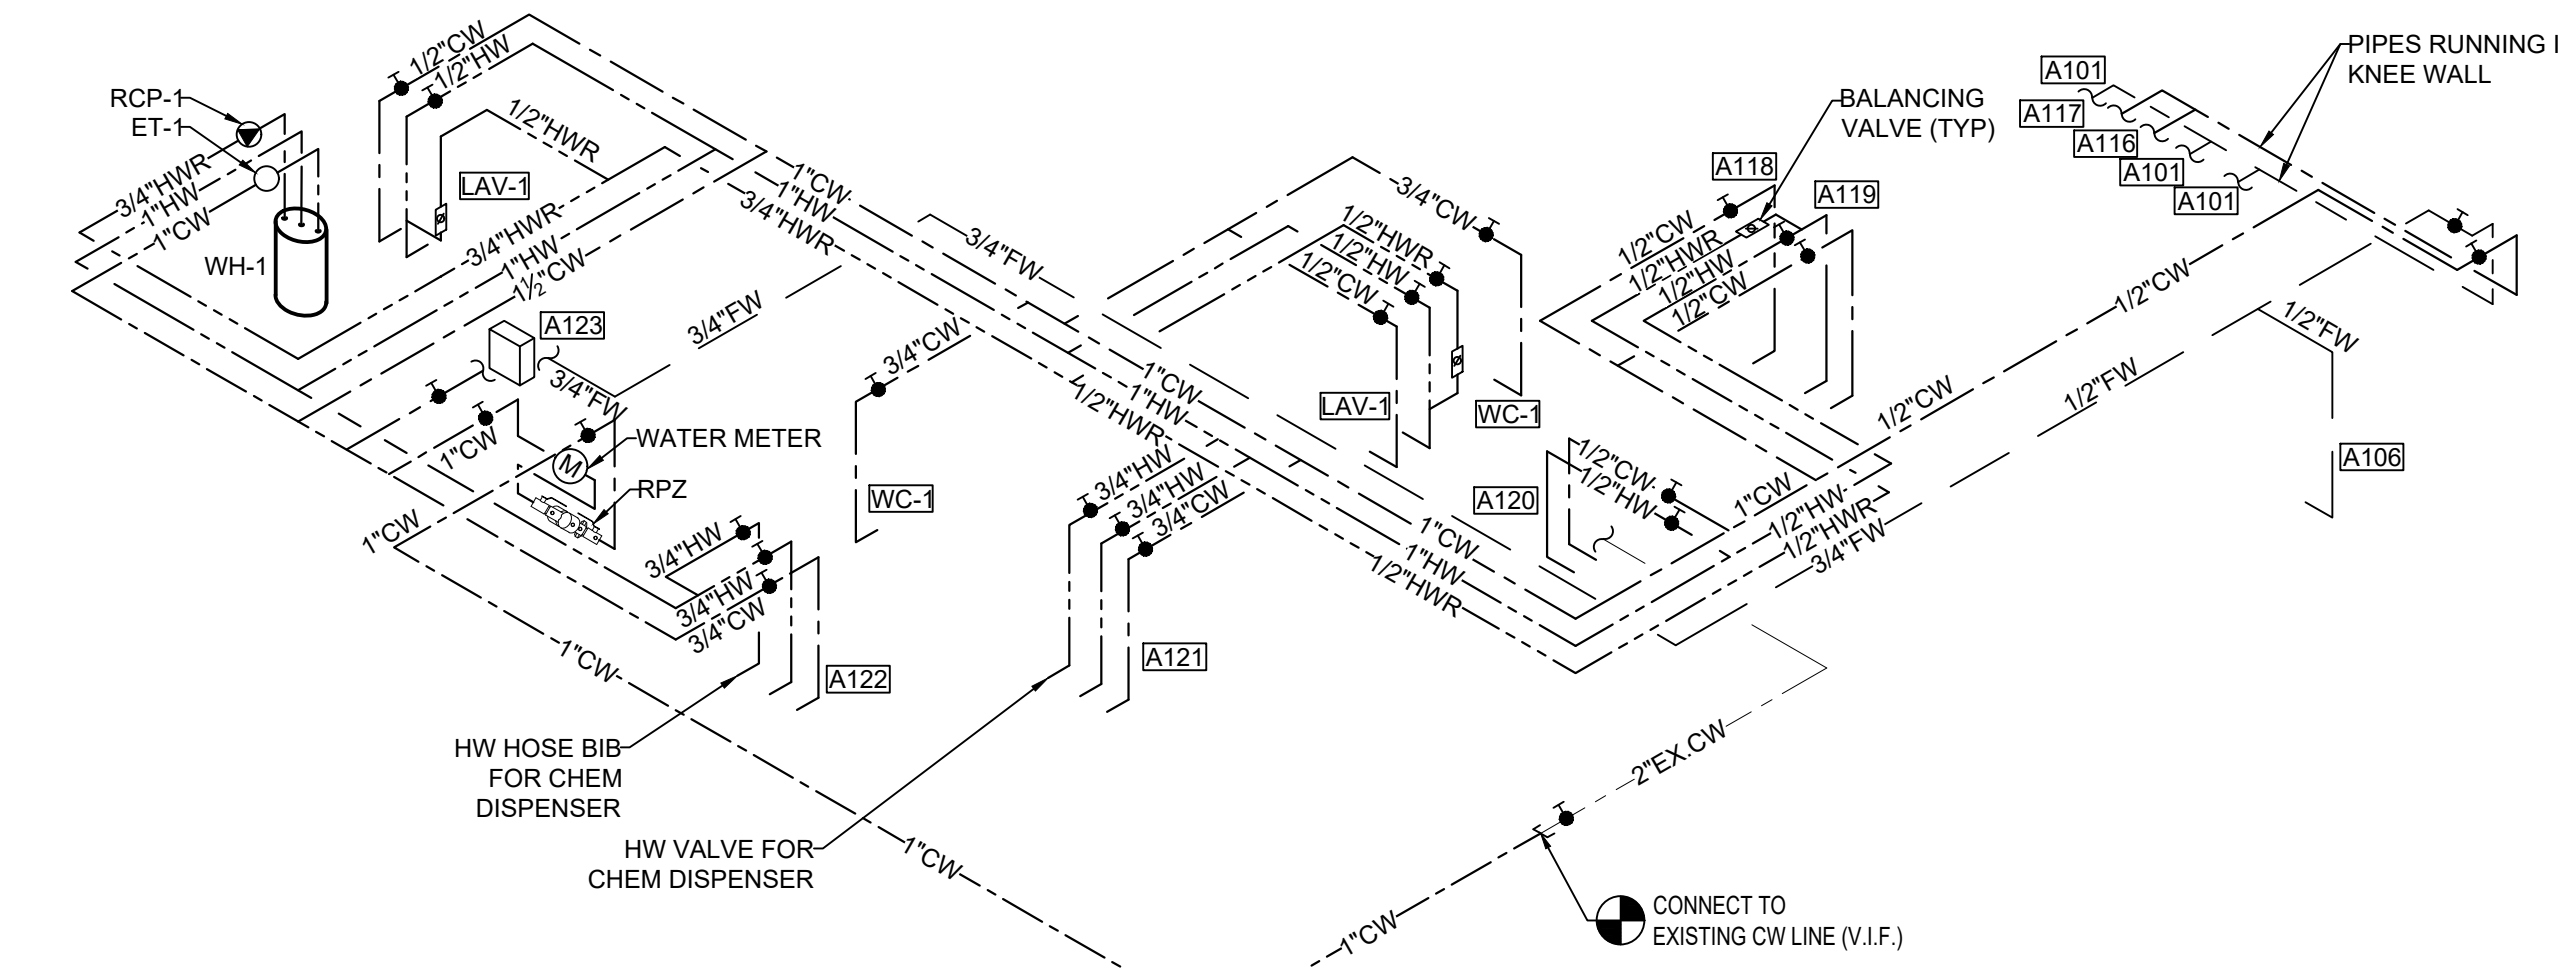 1/2"CW
1/2"HW
RCP-1
ET-1
3/4"HWR
1"HW
1"CW
WH-1
1/2"HWR
LAV-1
3/4"HWR
1"HW
1½"CW
1"CW
1"HW
3/4"HWR
3/4"FW
3/4"FW
A123
3/4"FW
1"CW
WATER METER
M
RPZ
1"CW
3/4"CW
WC-1
3/4"HW
3/4"HW
3/4"CW
A122
1"CW
HW HOSE BIB
FOR CHEM
DISPENSER
HW VALVE FOR
CHEM DISPENSER
1"CW
3/4"CW
1/2"HWR
1/2"HW
1/2"CW
LAV-1
WC-1
1"CW
1"HW
1/2"HWR
3/4"HW
3/4"HW
3/4"CW
A121
1"CW
1"HW
1/2"HWR
BALANCING
VALVE (TYP)
A118
A119
1/2"CW
1/2"HWR
1/2"HW
1/2"CW
A120
1/2"CW
1/2"HW
1"CW
1/2"HW
1/2"HWR
3/4"FW
1/2"CW
1/2"CW
1/2"FW
1/2"FW
A106
A101
A117
A116
A101
A101
PIPES RUNNING I
KNEE WALL
2"EX.CW
1"CW
CONNECT TO
EXISTING CW LINE (V.I.F.)